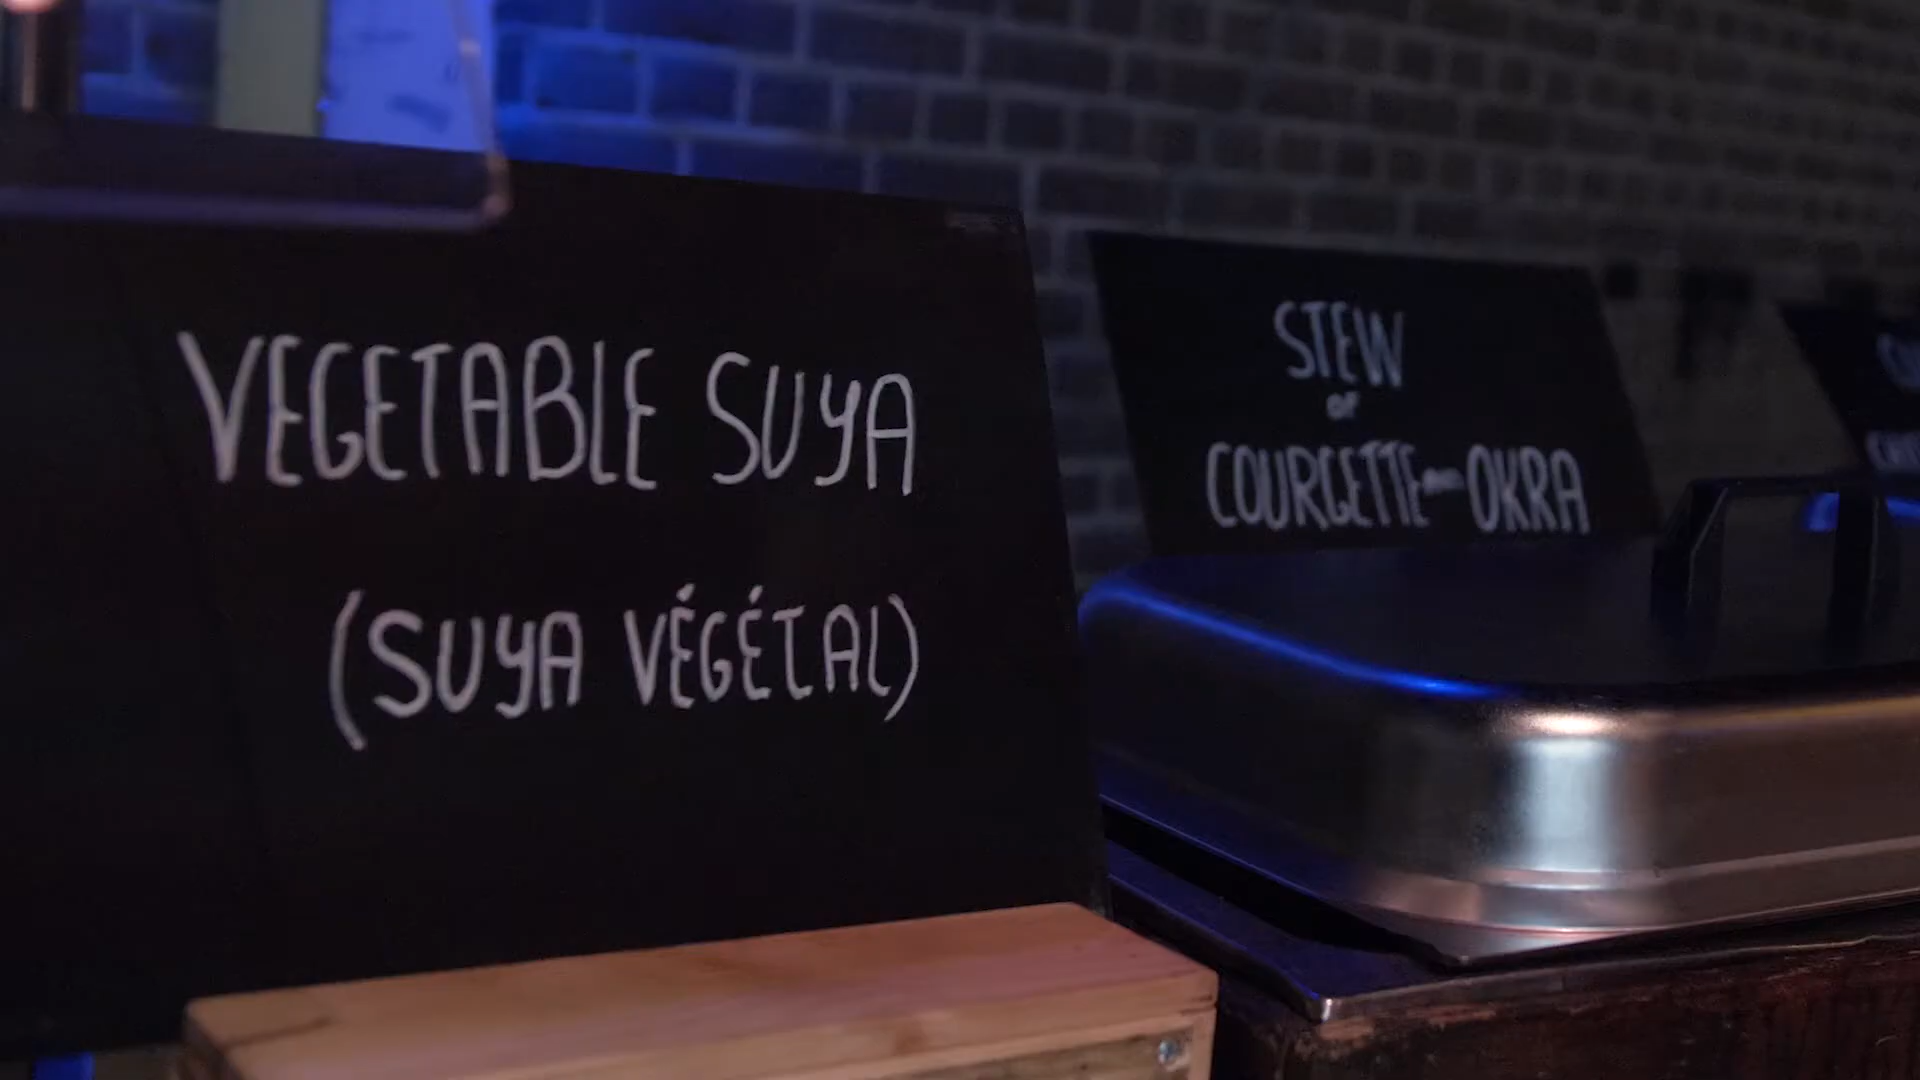 VEGETABLE SUYA
(SUYA VÉGÉTAL)
STEW
OF
COURGETTE OKRA